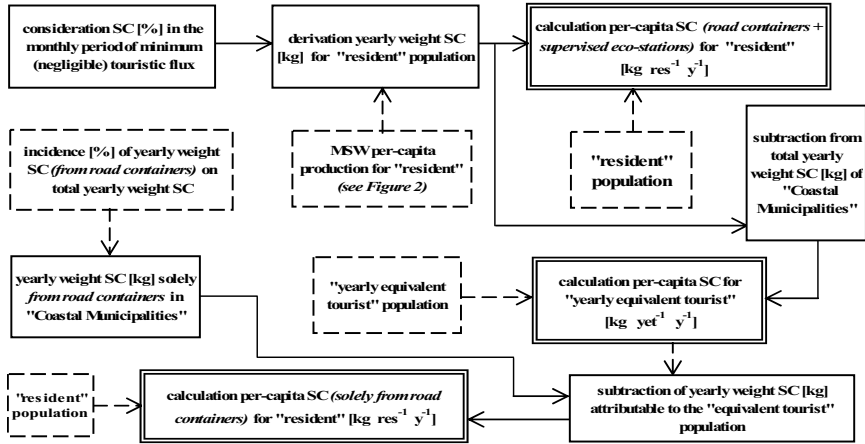 consideration SC [%] in the
monthly period of minimum
(negligible) touristic flux
derivation yearly weight SC
[kg] for "resident" population
calculation per-capita SC (road containers +
supervised eco-stations) for "resident"
[kg res⁻¹ y⁻¹]
incidence [%] of yearly weight
SC (from road containers) on
total yearly weight SC
MSW per-capita
production for "resident"
(see Figure 2)
"resident"
population
subtraction from
total yearly
weight SC [kg] of
"Coastal
Municipalities"
yearly weight SC [kg] solely
from road containers in
"Coastal Municipalities"
"yearly equivalent
tourist" population
calculation per-capita SC for
"yearly equivalent tourist"
[kg yet⁻¹ y⁻¹]
"resident"
population
calculation per-capita SC (solely from road
containers) for "resident" [kg res⁻¹ y⁻¹]
subtraction of yearly weight SC [kg]
attributable to the "equivalent tourist"
population